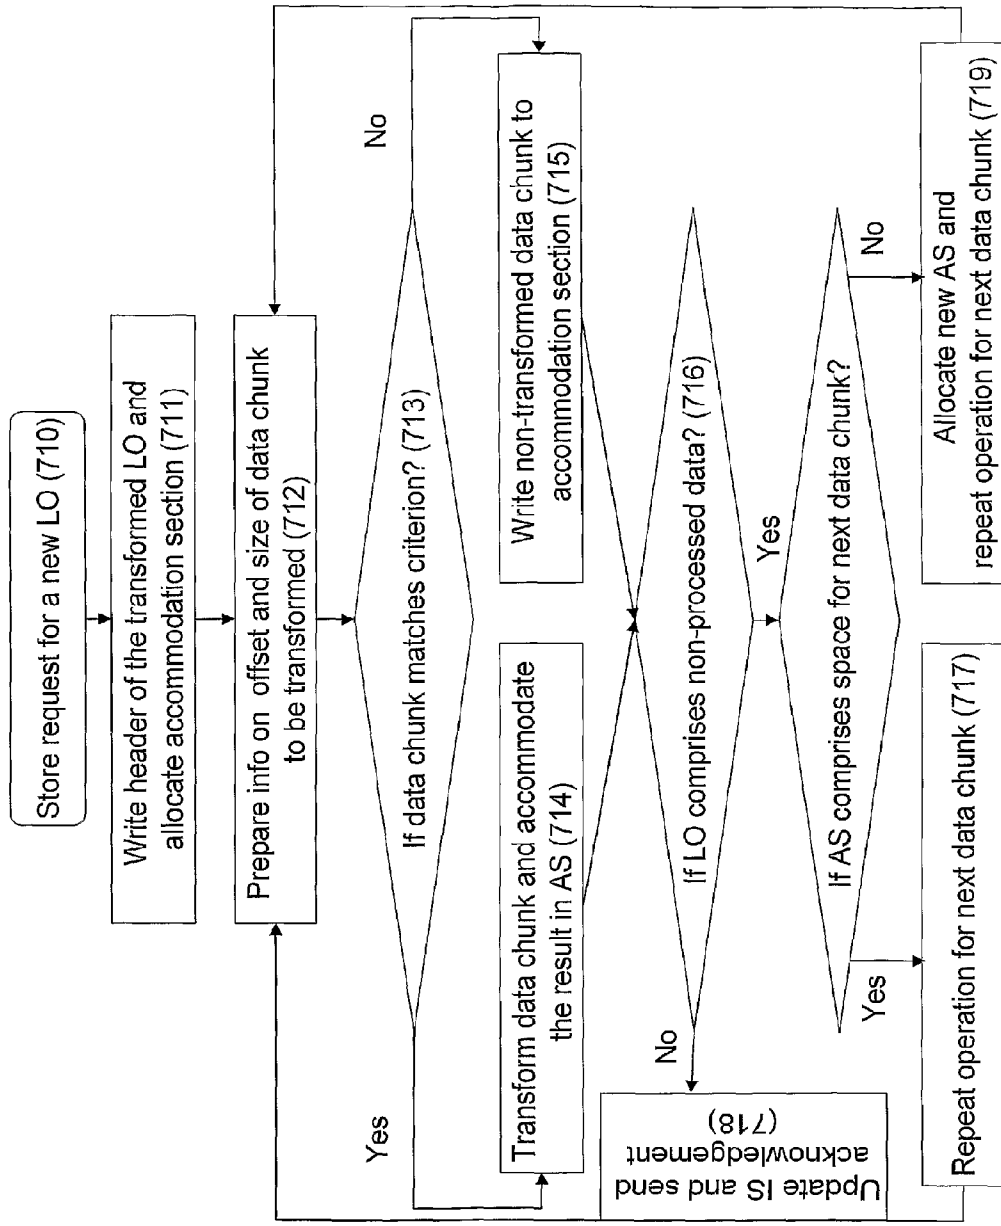 Store request for a new LO (710)
Write header of the transformed LO and
allocate accommodation section (711)
Prepare info on offset and size of data chunk
to be transformed (712)
If data chunk matches criterion? (713)
Yes
No
Transform data chunk and accommodate
the result in AS (714)
Write non-transformed data chunk to
accommodation section (715)
If LO comprises non-processed data? (716)
No
Yes
Update IS and send
acknowledgement
(718)
If AS comprises space for next data chunk?
Yes
No
Repeat operation for next data chunk (717)
Allocate new AS and
repeat operation for next data chunk (719)